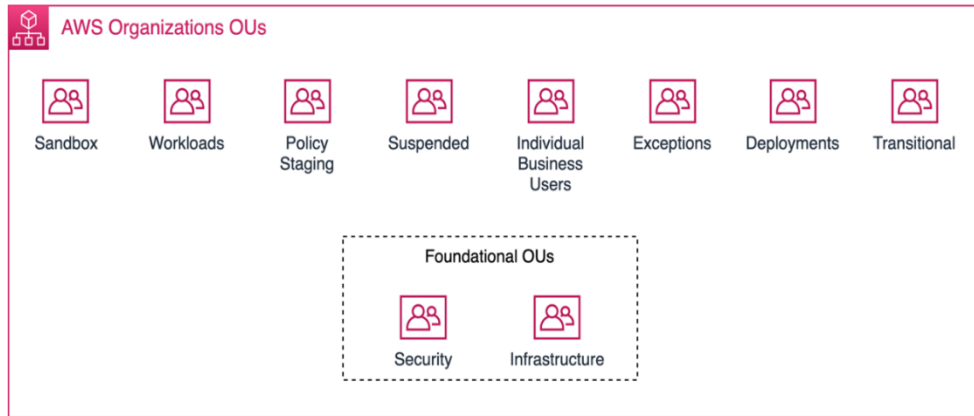 AWS Organizations OUs
Sandbox
Workloads
Policy
Staging
Suspended
Individual
Business
Users
Exceptions
Deployments
Transitional
Foundational OUs
Security
Infrastructure